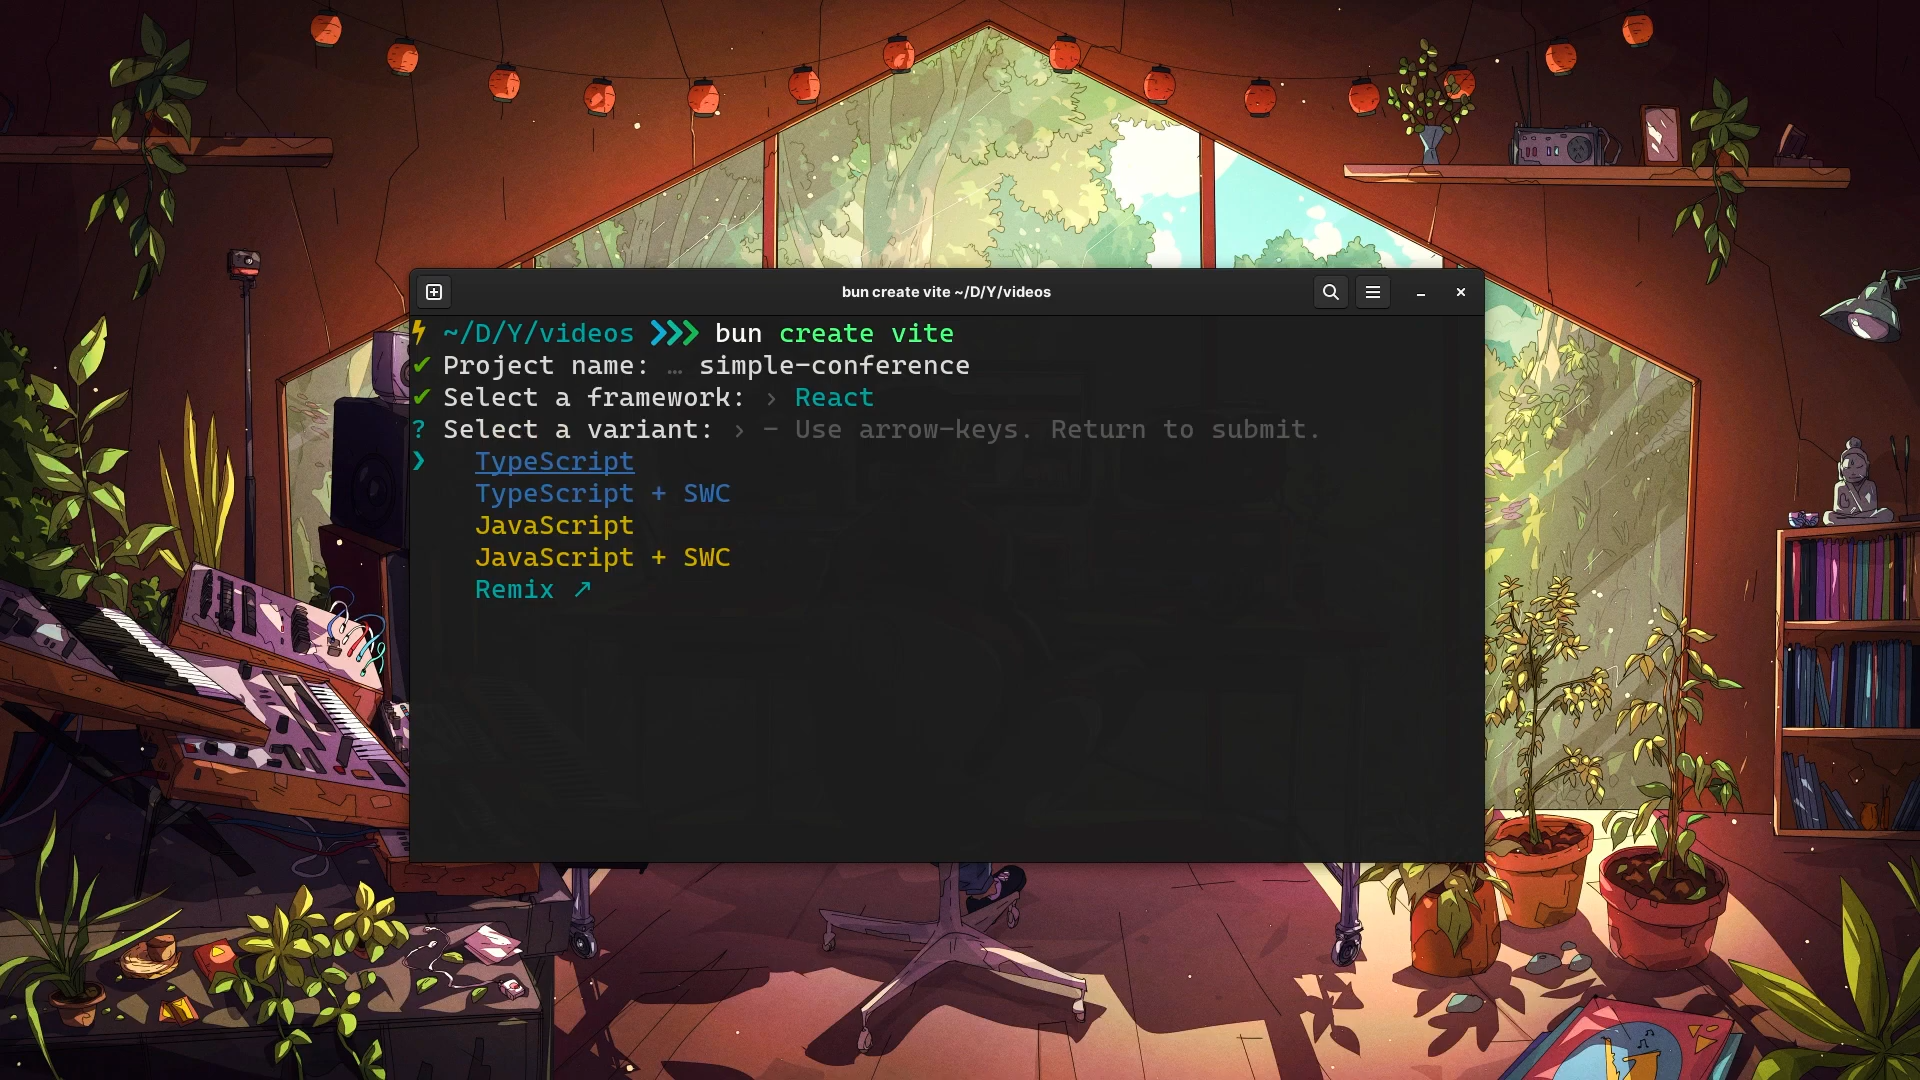 bun create vite ~/D/Y/videos
~/D/Y/videos ❯❯❯ bun create vite
✔ Project name: … simple-conference
✔ Select a framework: › React
? Select a variant: › - Use arrow-keys. Return to submit.
❯ TypeScript
TypeScript + SWC
JavaScript
JavaScript + SWC
Remix ↗